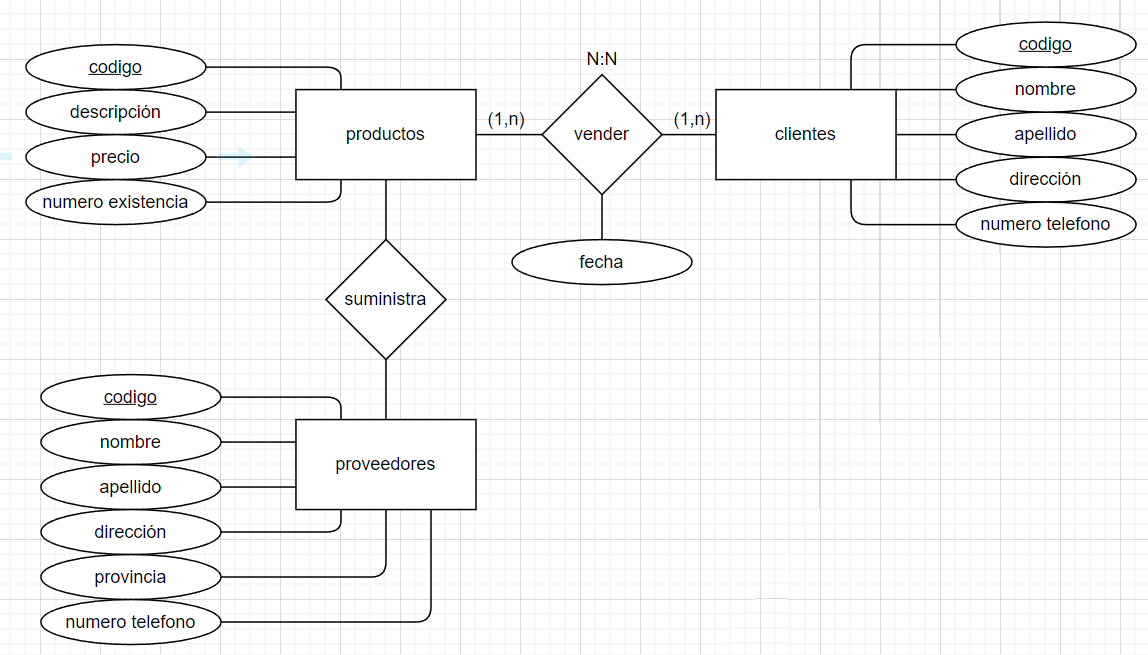 codigo
descripción
precio
numero existencia
productos
(1,n)
N:N
vender
(1,n)
fecha
clientes
codigo
nombre
apellido
dirección
numero telefono
suministra
codigo
nombre
apellido
dirección
provincia
numero telefono
proveedores